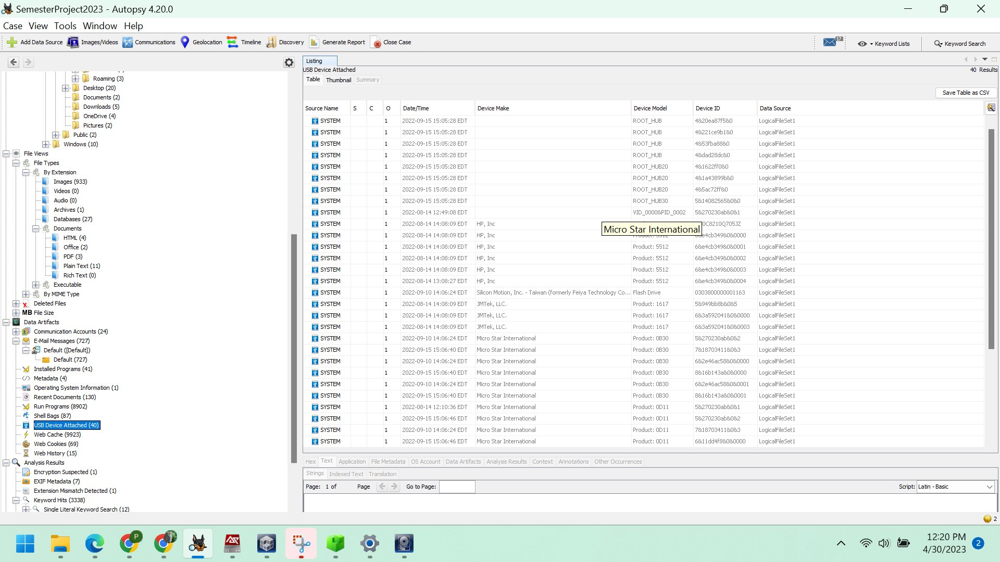 SemesterProject2023 - Autopsy 4.20.0
Case View Tools Window Help
Add Data Source Images/Videos Communications Geolocation Timeline Discovery Generate Report Close Case 17 Keyword Lists Keyword Search
Roaming (3)
Desktop (20)
Documents (2)
Downloads (5)
OneDrive (4)
Pictures (2)
Public (2)
Windows (10)
File Views
File Types
By Extension
Images (933)
Videos (0)
Audio (0)
Archives (1)
Databases (27)
Documents
HTML (4)
Office (2)
PDF (3)
Plain Text (11)
Rich Text (0)
Executable
By MIME Type
Deleted Files
MB File Size
Data Artifacts
Communication Accounts (24)
E-Mail Messages (727)
Default ([Default])
Default (727)
Installed Programs (41)
Metadata (4)
Operating System Information (1)
Recent Documents (130)
Run Programs (8902)
Shell Bags (87)
USB Device Attached (40)
Web Cache (9923)
Web Cookies (69)
Web History (15)
Analysis Results
Encryption Suspected (1)
EXIF Metadata (7)
Extension Mismatch Detected (1)
Keyword Hits (3338)
Single Literal Keyword Search (12)
Listing
USB Device Attached 40 Results
Table Thumbnail Summary
Save Table as CSV
Source Name S C O Date/Time Device Make Device Model Device ID Data Source
SYSTEM 1 2022-09-15 15:05:28 EDT ROOT_HUB 4&20ea87f5&0 LogicalFileSet1
SYSTEM 1 2022-09-15 15:05:28 EDT ROOT_HUB 4&221ce9b1&0 LogicalFileSet1
SYSTEM 1 2022-09-15 15:05:28 EDT ROOT_HUB 4&53fba88&0 LogicalFileSet1
SYSTEM 1 2022-09-15 15:05:28 EDT ROOT_HUB 4&dad28dc&0 LogicalFileSet1
SYSTEM 1 2022-09-15 15:05:28 EDT ROOT_HUB20 4&1622ff0&0 LogicalFileSet1
SYSTEM 1 2022-09-15 15:05:28 EDT ROOT_HUB20 4&1a43899b&0 LogicalFileSet1
SYSTEM 1 2022-09-15 15:05:28 EDT ROOT_HUB20 4&5ac72ff&0 LogicalFileSet1
SYSTEM 1 2022-09-15 15:05:28 EDT ROOT_HUB30 5&14082565&0&0 LogicalFileSet1
SYSTEM 1 2022-08-14 12:49:08 EDT VID_0000&PID_0002 5&270230ab&0&1 LogicalFileSet1
SYSTEM 1 2022-08-14 14:08:09 EDT HP, Inc 0C8210Q705JZ LogicalFileSet1
Micro Star International
SYSTEM 1 2022-08-14 14:08:09 EDT HP, Inc Product: 5512 6&e4cb349&0&0000 LogicalFileSet1
SYSTEM 1 2022-08-14 14:08:09 EDT HP, Inc Product: 5512 6&e4cb349&0&0001 LogicalFileSet1
SYSTEM 1 2022-08-14 14:08:09 EDT HP, Inc Product: 5512 6&e4cb349&0&0002 LogicalFileSet1
SYSTEM 1 2022-08-14 14:08:09 EDT HP, Inc Product: 5512 6&e4cb349&0&0003 LogicalFileSet1
SYSTEM 1 2022-08-14 13:08:27 EDT HP, Inc Product: 5512 6&e4cb349&0&0004 LogicalFileSet1
SYSTEM 1 2022-09-10 14:06:24 EDT Silicon Motion, Inc. - Taiwan (formerly Feiya Technology Co... Flash Drive 0303800000001163 LogicalFileSet1
SYSTEM 1 2022-08-14 14:08:09 EDT JMTek, LLC. Product: 1617 5&949bb8b&0&5 LogicalFileSet1
SYSTEM 1 2022-08-14 14:08:09 EDT JMTek, LLC. Product: 1617 6&3a592041&0&0000 LogicalFileSet1
SYSTEM 1 2022-08-14 14:08:09 EDT JMTek, LLC. Product: 1617 6&3a592041&0&0003 LogicalFileSet1
SYSTEM 1 2022-09-10 14:06:24 EDT Micro Star International Product: 0B30 5&270230ab&0&2 LogicalFileSet1
SYSTEM 1 2022-09-15 15:06:40 EDT Micro Star International Product: 0B30 7&18703411&0&3 LogicalFileSet1
SYSTEM 1 2022-09-10 14:06:24 EDT Micro Star International Product: 0B30 6&2e46ac58&0&0000 LogicalFileSet1
SYSTEM 1 2022-09-15 15:06:40 EDT Micro Star International Product: 0B30 8&16b143a&0&0000 LogicalFileSet1
SYSTEM 1 2022-09-10 14:06:24 EDT Micro Star International Product: 0B30 6&2e46ac58&0&0001 LogicalFileSet1
SYSTEM 1 2022-09-15 15:06:40 EDT Micro Star International Product: 0B30 8&16b143a&0&0001 LogicalFileSet1
SYSTEM 1 2022-08-14 12:10:36 EDT Micro Star International Product: 0D11 5&270230ab&0&1 LogicalFileSet1
SYSTEM 1 2022-09-15 15:06:46 EDT Micro Star International Product: 0D11 5&270230ab&0&2 LogicalFileSet1
SYSTEM 1 2022-09-10 14:06:24 EDT Micro Star International Product: 0D11 7&18703411&0&3 LogicalFileSet1
SYSTEM 1 2022-09-15 15:06:46 EDT Micro Star International Product: 0D11 6&11dd4f8&0&0000 LogicalFileSet1
Hex Text Application File Metadata OS Account Data Artifacts Analysis Results Context Annotations Other Occurrences
Strings Indexed Text Translation
Page: 1 of Page Go to Page: Script: Latin - Basic
2
P
12:20 PM
4/30/2023
2